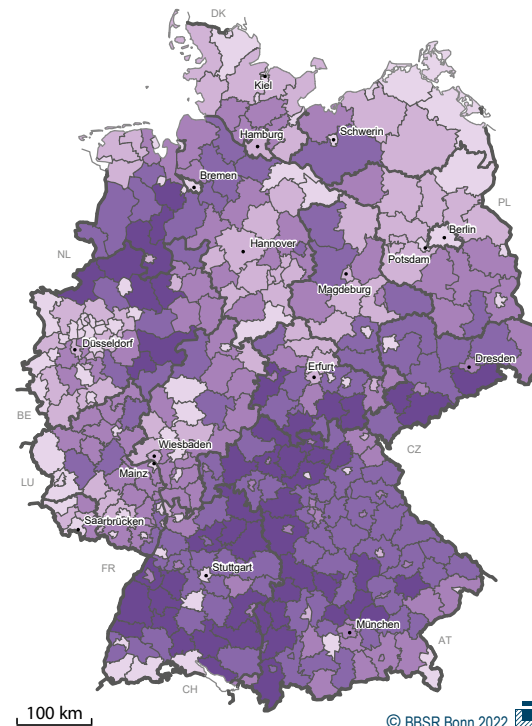 DK
Kiel
Hamburg
Schwerin
Bremen
PL
Berlin
Hannover
Potsdam
NL
Magdeburg
Düsseldorf
Dresden
Erfurt
BE
Wiesbaden
CZ
Mainz
LU
Saarbrücken
FR
Stuttgart
München
AT
CH
100 km
© BBSR Bonn 2022